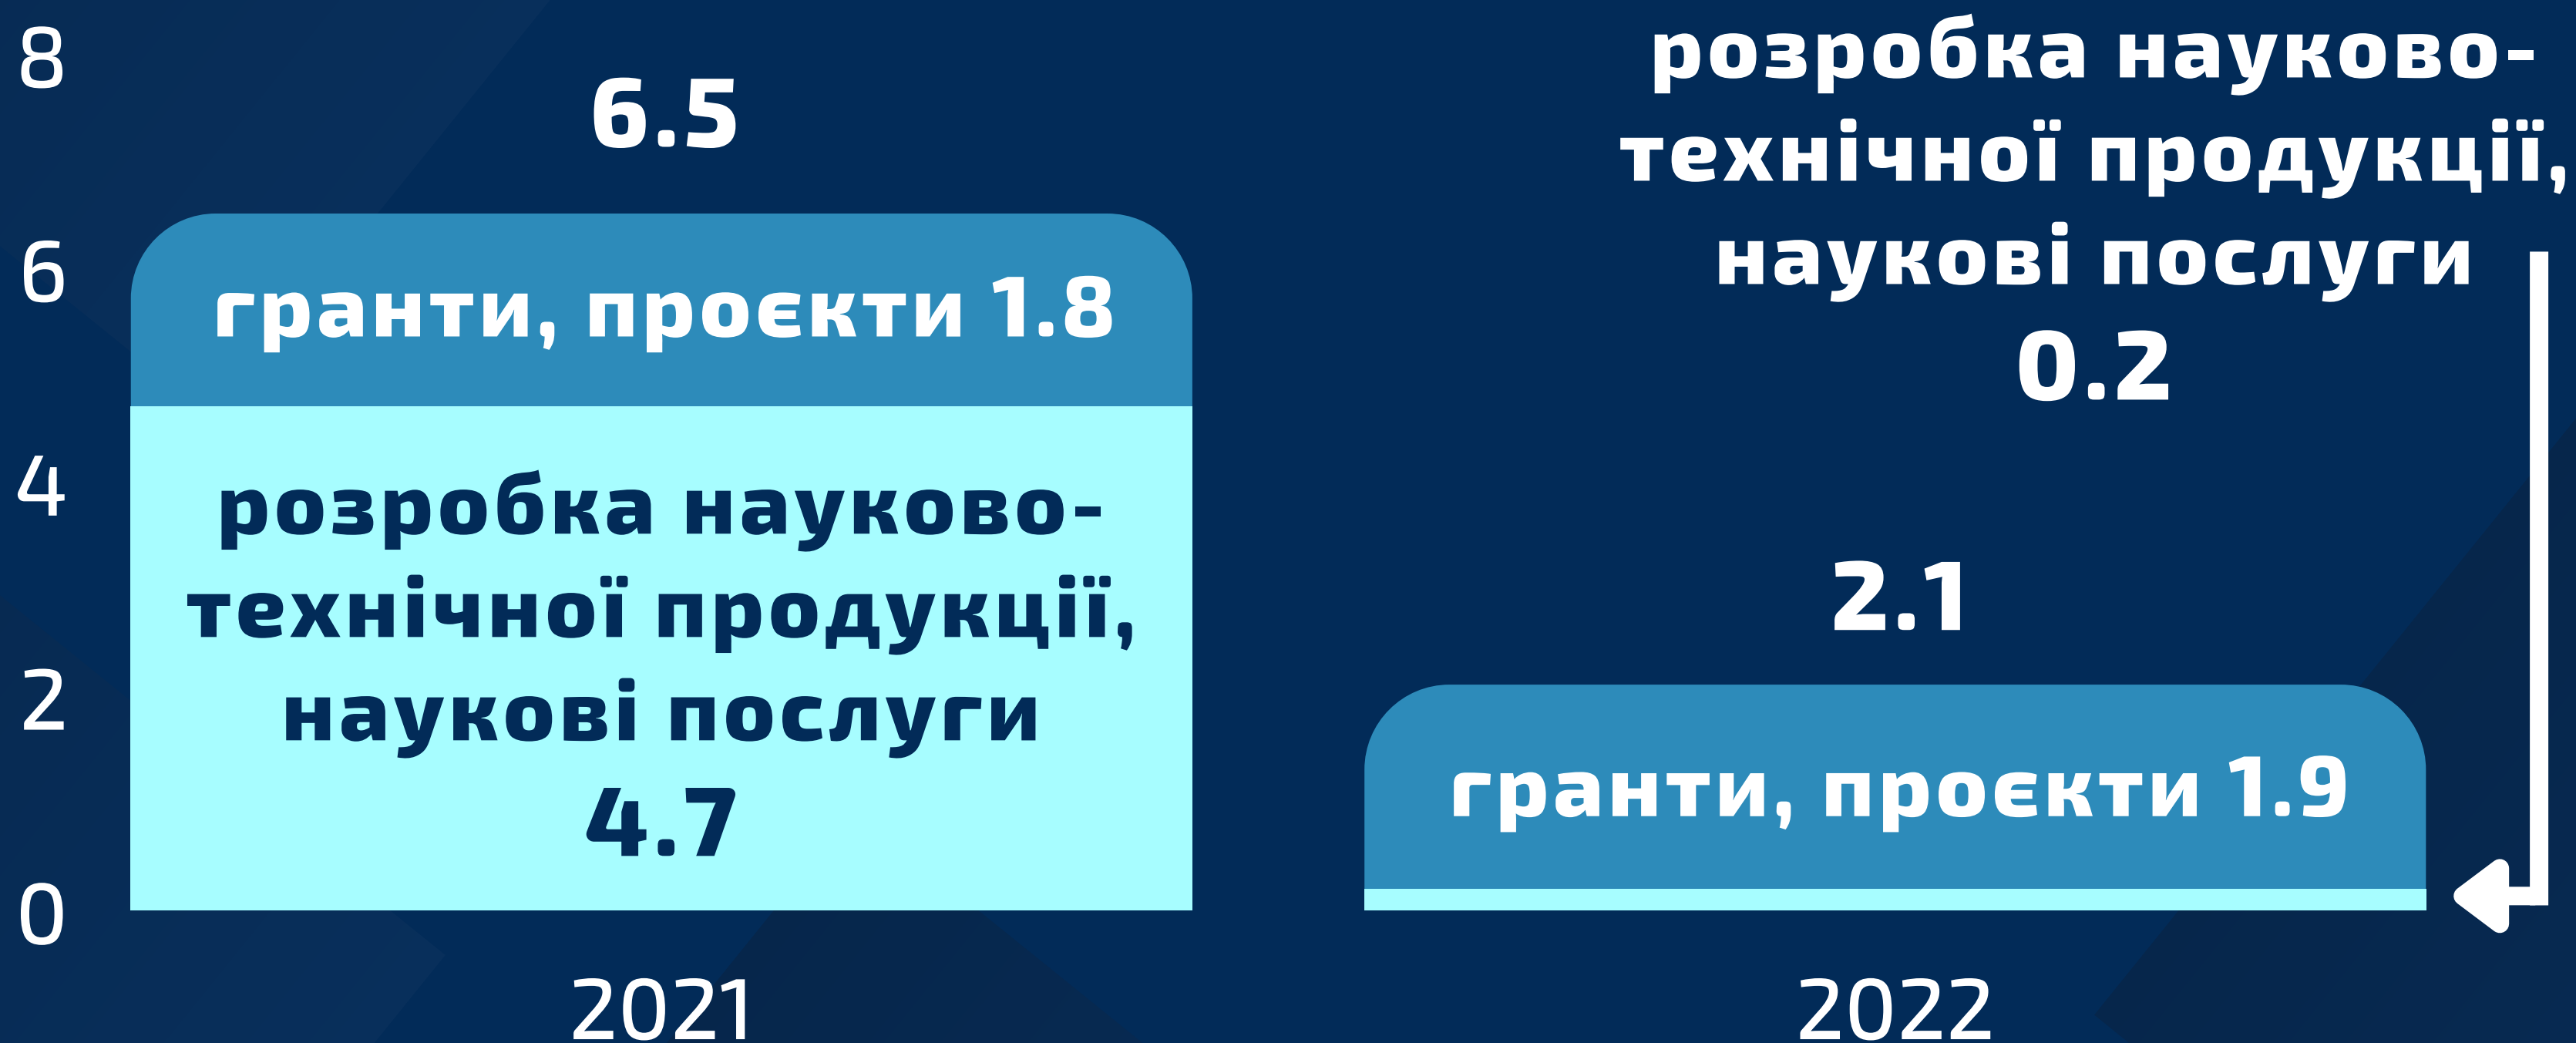 8
6
4
2
0
6.5
гранти, проєкти 1.8
розробка науково-
технічної продукції,
наукові послуги
4.7
2021
розробка науково-
технічної продукції,
наукові послуги
0.2
2.1
гранти, проєкти 1.9
2022